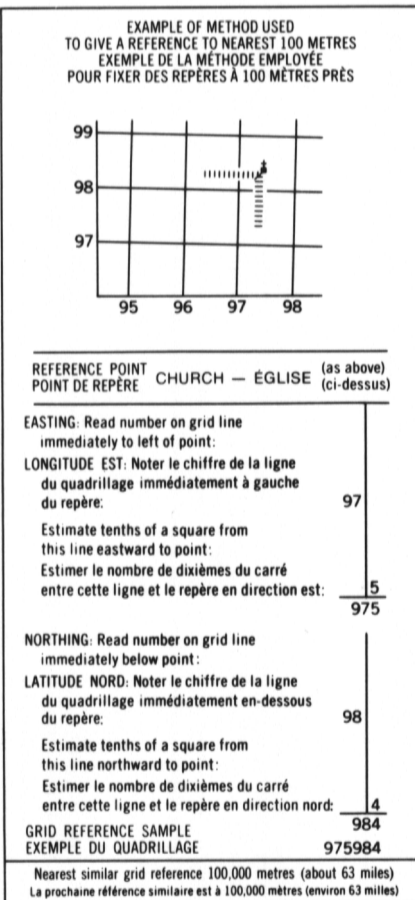 EXAMPLE OF METHOD USED
TO GIVE A REFERENCE TO NEAREST 100 METRES
EXEMPLE DE LA MÉTHODE EMPLOYÉE
POUR FIXER DES REPÈRES À 100 MÈTRES PRÈS
99
98
97
95 96 97 98
REFERENCE POINT CHURCH — ÉGLISE (as above)
POINT DE REPÈRE (ci-dessus)
EASTING: Read number on grid line
immediately to left of point:
LONGITUDE EST: Noter le chiffre de la ligne
du quadrillage immédiatement à gauche
du repère: 97
Estimate tenths of a square from
this line eastward to point:
Estimer le nombre de dixièmes du carré
entre cette ligne et le repère en direction est: 5
975
NORTHING: Read number on grid line
immediately below point:
LATITUDE NORD: Noter le chiffre de la ligne
du quadrillage immédiatement en-dessous
du repère: 98
Estimate tenths of a square from
this line northward to point:
Estimer le nombre de dixièmes du carré
entre cette ligne et le repère en direction nord: 4
GRID REFERENCE SAMPLE 984
EXEMPLE DU QUADRILLAGE 975984
Nearest similar grid reference 100,000 metres (about 63 miles)
La prochaine référence similaire est à 100,000 mètres (environ 63 milles)